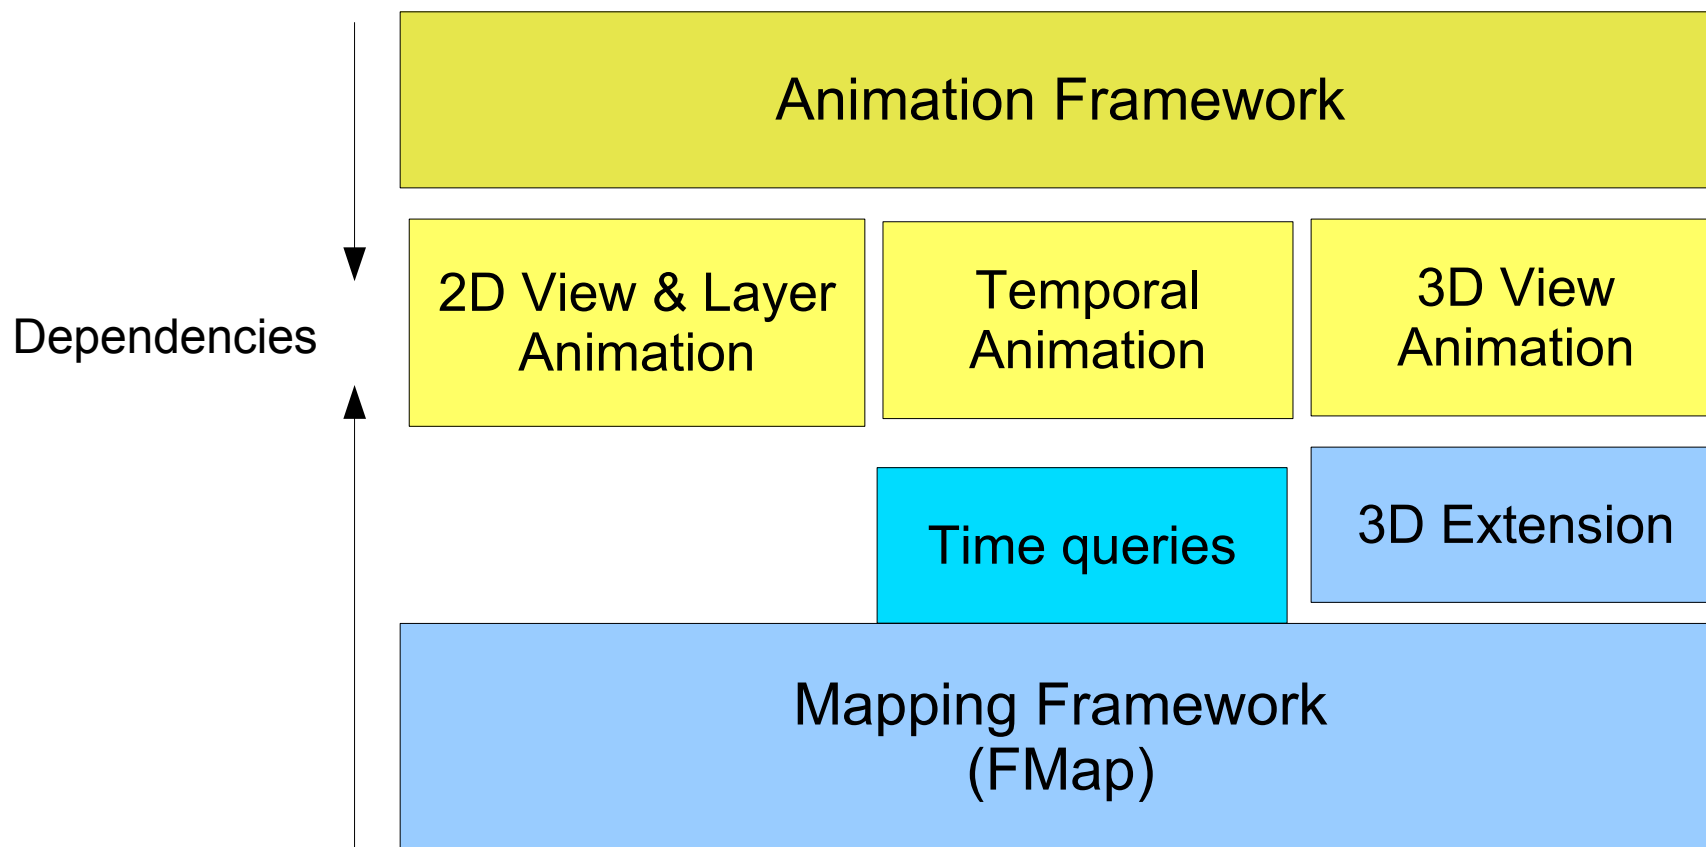 Animation Framework
2D View & Layer
Animation
Temporal
Animation
3D View
Animation
Dependencies
Time queries
3D Extension
Mapping Framework
(FMap)